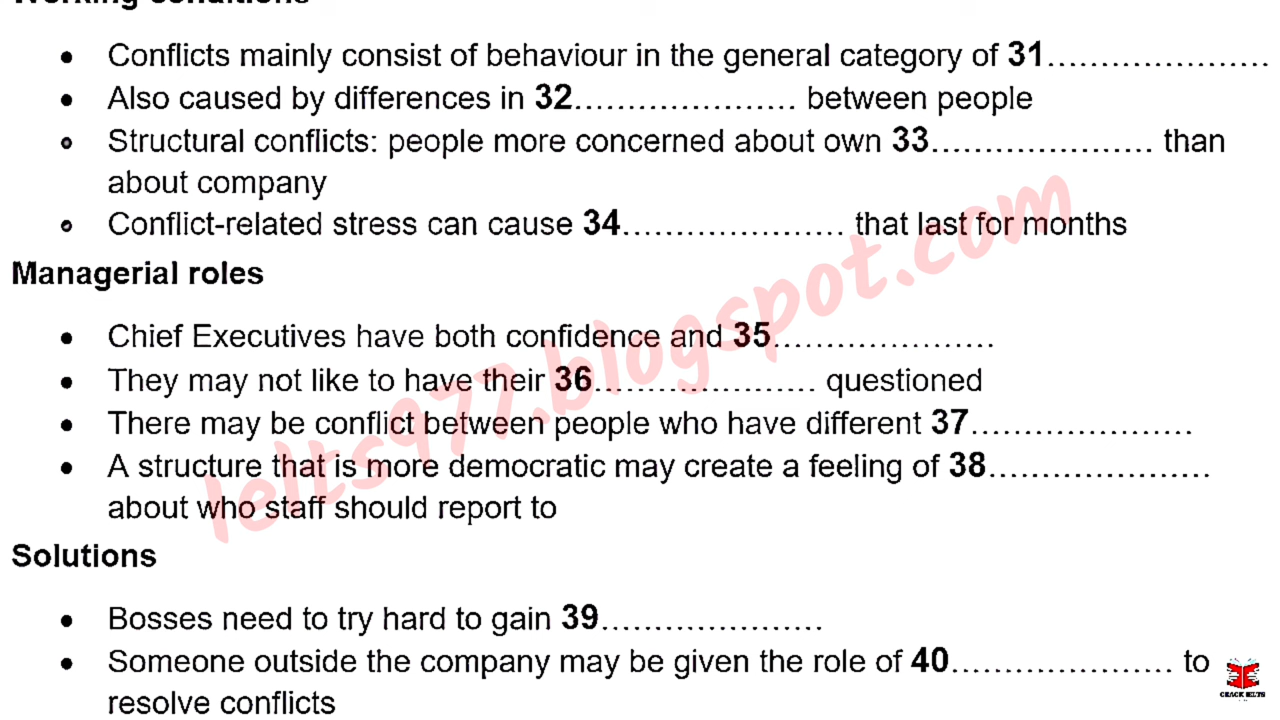 Working conditions
• Conflicts mainly consist of behaviour in the general category of 31.....................
• Also caused by differences in 32..................... between people
• Structural conflicts: people more concerned about own 33..................... than
about company
• Conflict-related stress can cause 34..................... that last for months
Managerial roles
• Chief Executives have both confidence and 35.....................
• They may not like to have their 36..................... questioned
• There may be conflict between people who have different 37.....................
• A structure that is more democratic may create a feeling of 38.....................
about who staff should report to
Solutions
• Bosses need to try hard to gain 39.....................
• Someone outside the company may be given the role of 40..................... to
resolve conflicts
Ielts977.blogspot.com
CRACK IELTS